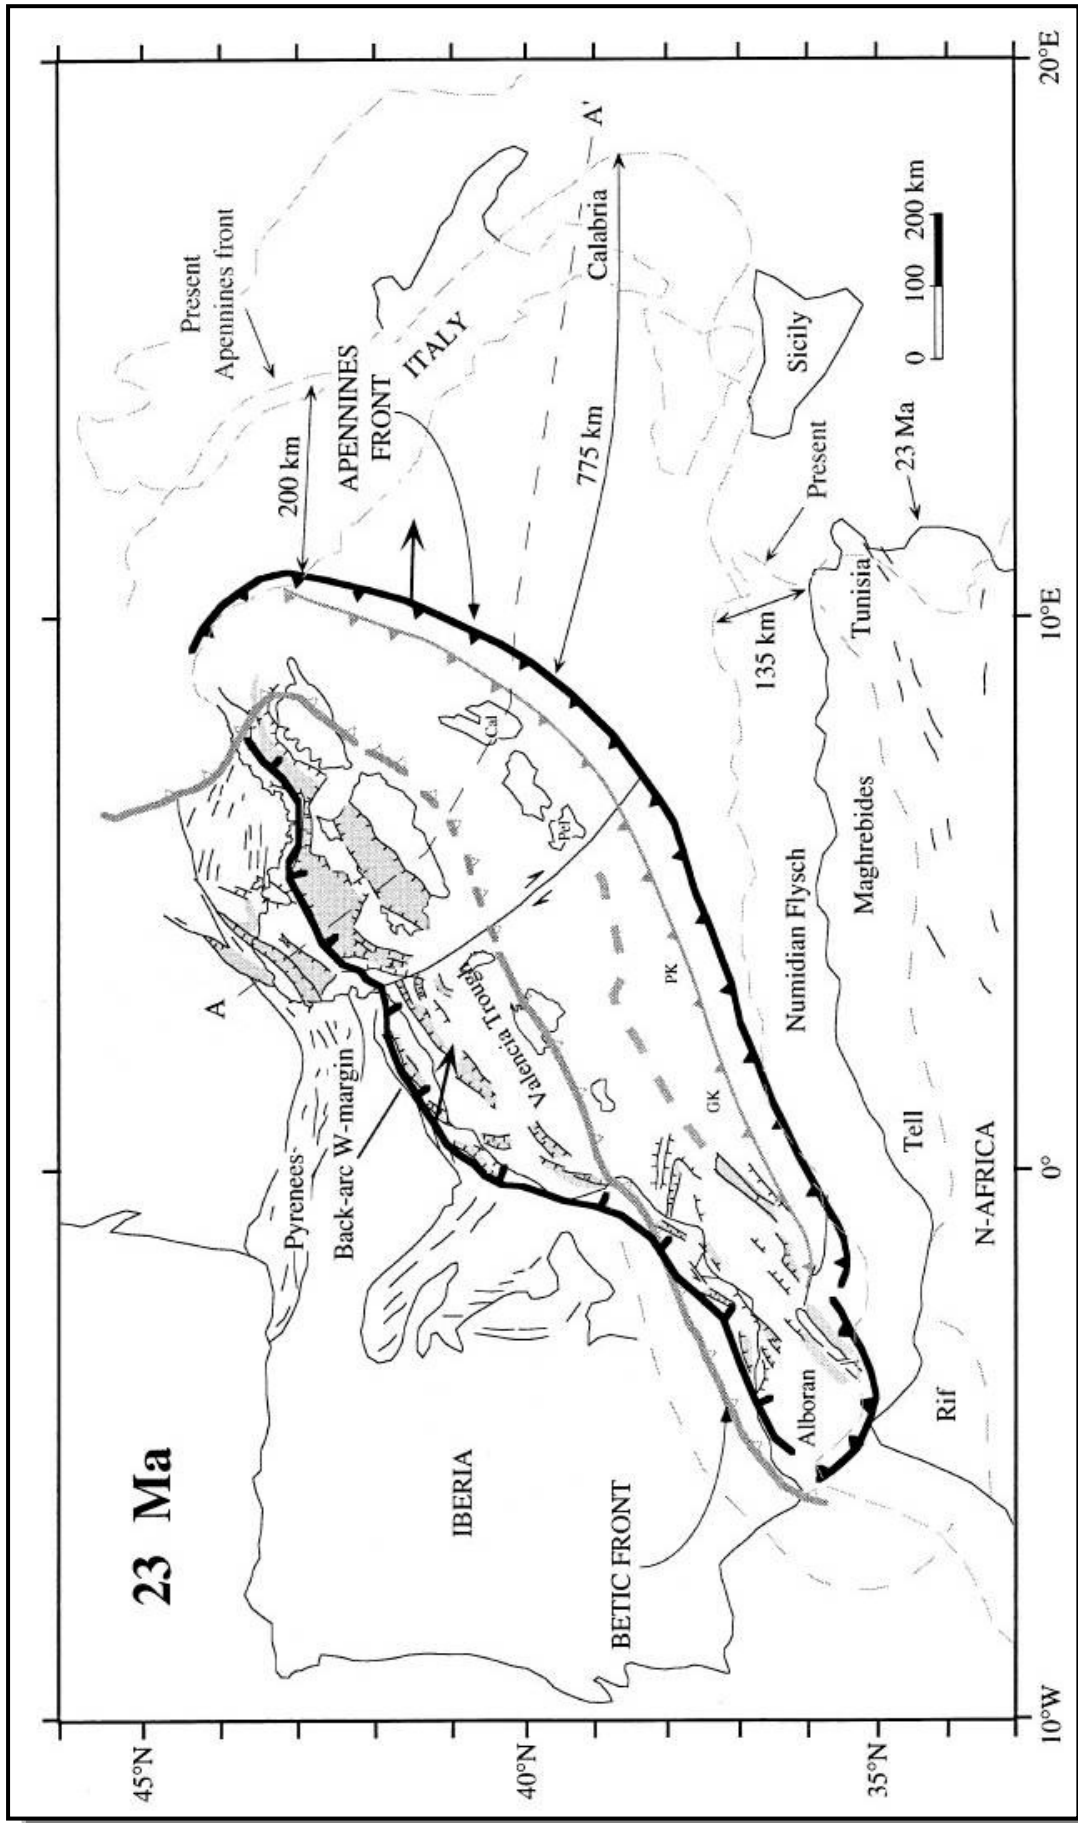 23 Ma
45°N
40°N
35°N
10°W
0°
10°E
20°E
IBERIA
BETIC FRONT
Pyrenees
Back-arc W-margin
A
Valencia Trough
Alboran
Rif
Tell
N-AFRICA
GK
PK
Numidian Flysch
Maghrebides
Pel
Cal
Tunisia
135 km
Present
23 Ma
Sicily
0 100 200 km
775 km
Calabria
A'
200 km
APENNINES
FRONT
ITALY
Present
Apennines front